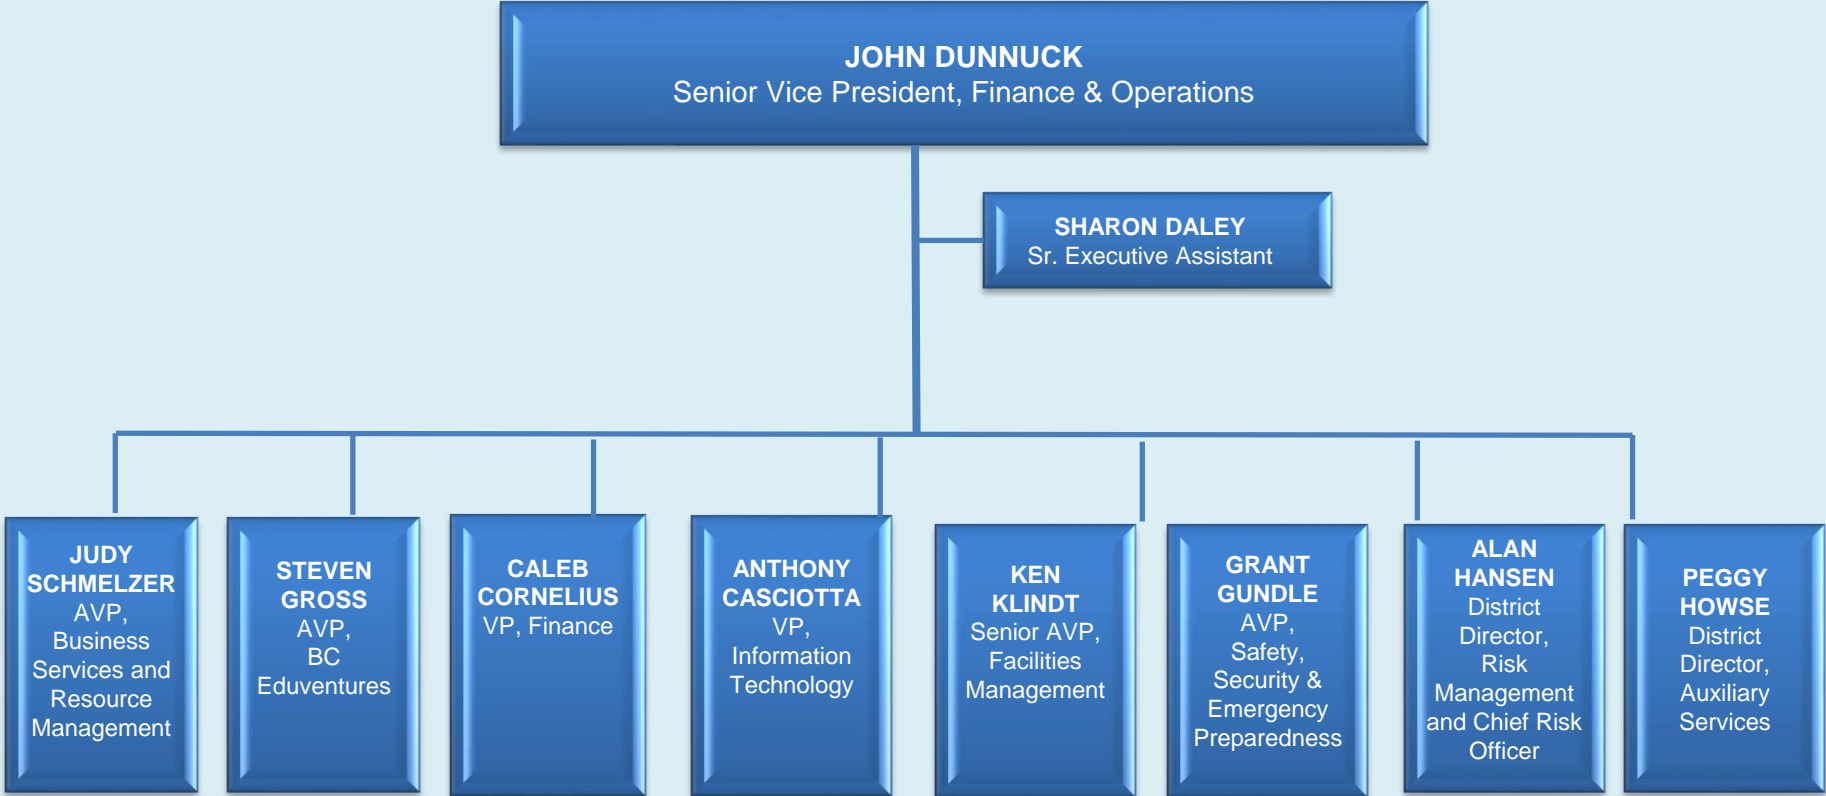 JOHN DUNNUCK
Senior Vice President, Finance & Operations
SHARON DALEY
Sr. Executive Assistant
JUDY
SCHMELZER
AVP,
Business
Services and
Resource
Management
STEVEN
GROSS
AVP,
BC
Eduventures
CALEB
CORNELIUS
VP, Finance
ANTHONY
CASCIOTTA
VP,
Information
Technology
KEN
KLINDT
Senior AVP,
Facilities
Management
GRANT
GUNDLE
AVP,
Safety,
Security &
Emergency
Preparedness
ALAN
HANSEN
District
Director,
Risk
Management
and Chief Risk
Officer
PEGGY
HOWSE
District
Director,
Auxiliary
Services